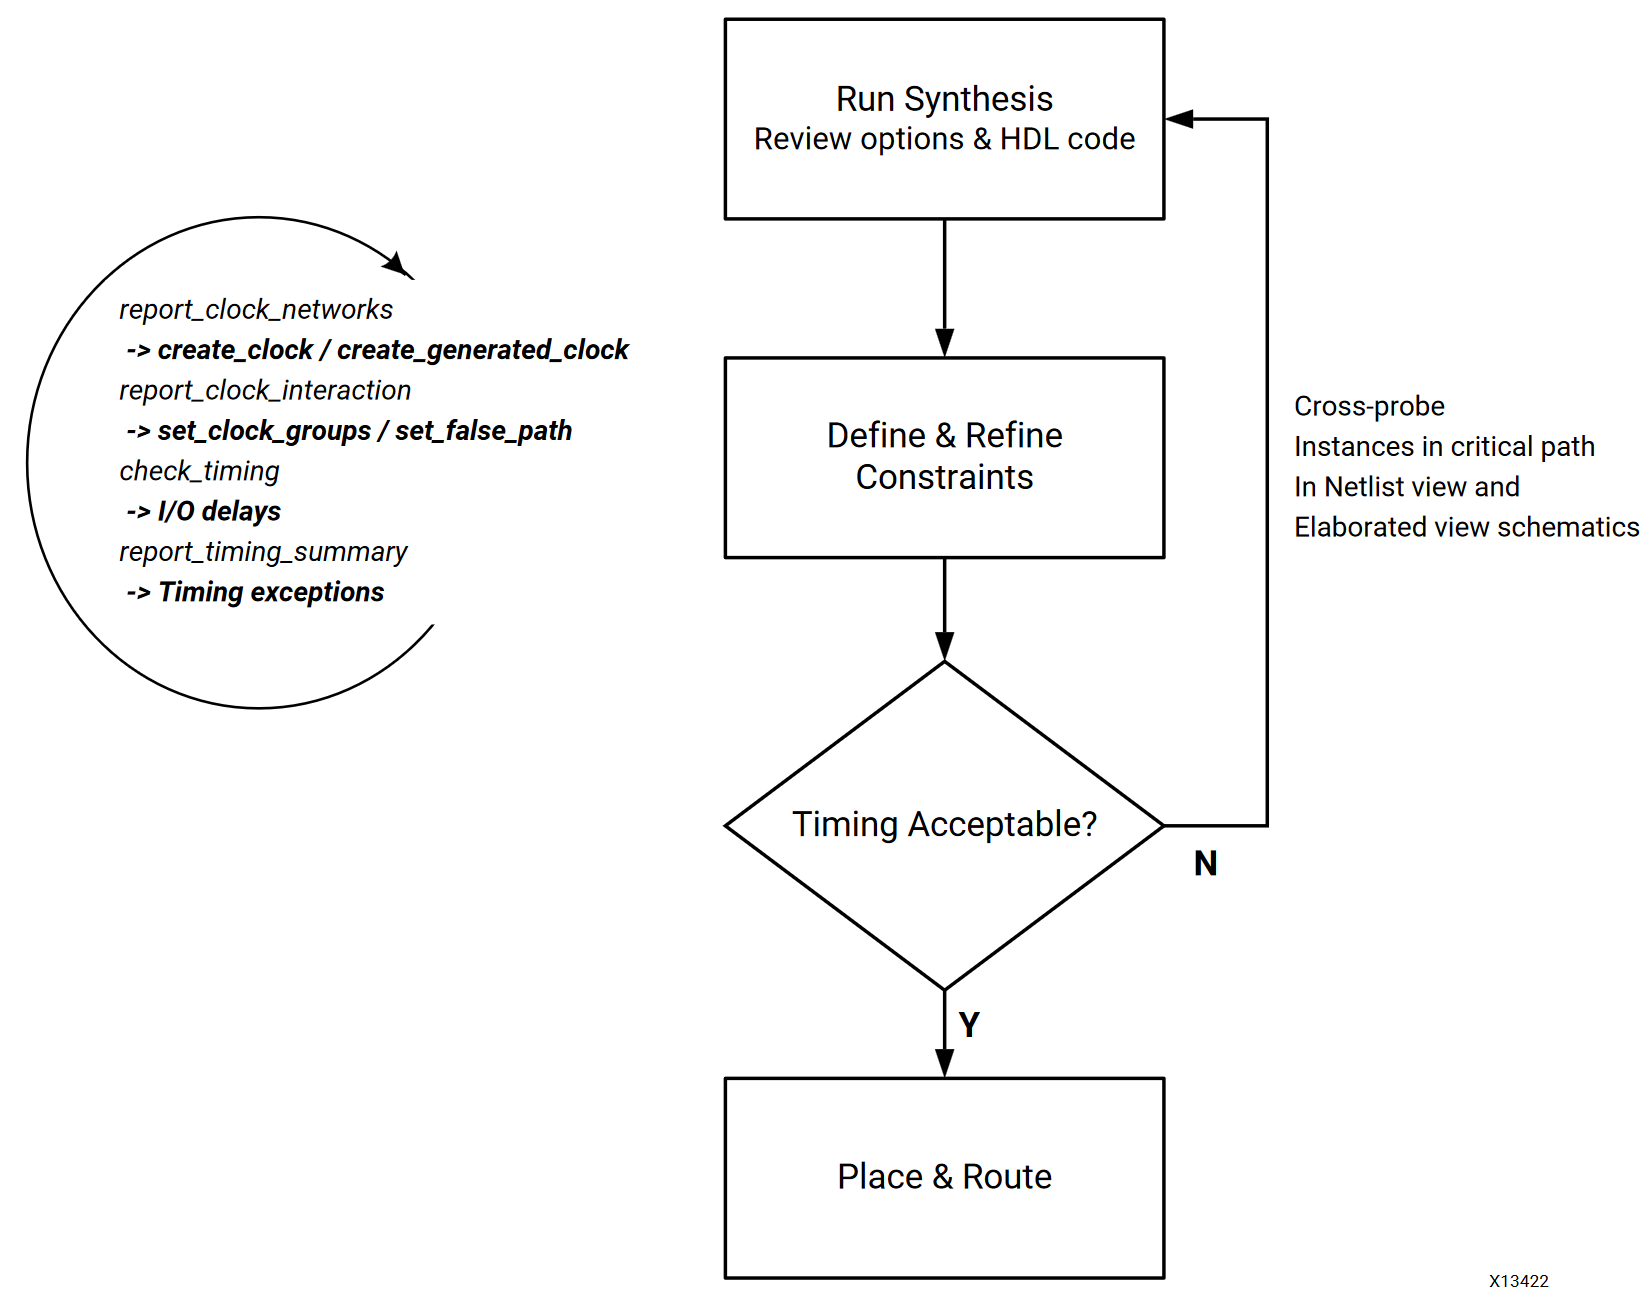 Run Synthesis
Review options & HDL code
report_clock_networks
-> create_clock / create_generated_clock
report_clock_interaction
-> set_clock_groups / set_false_path
check_timing
-> I/O delays
report_timing_summary
-> Timing exceptions
Define & Refine
Constraints
Cross-probe
Instances in critical path
In Netlist view and
Elaborated view schematics
Timing Acceptable?
N
Y
Place & Route
X13422